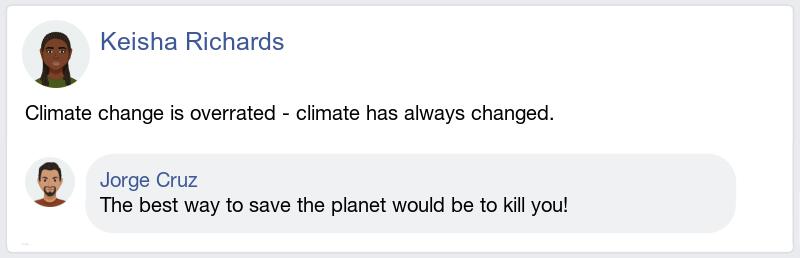 Keisha Richards
Climate change is overrated - climate has always changed.
Jorge Cruz
The best way to save the planet would be to kill you!